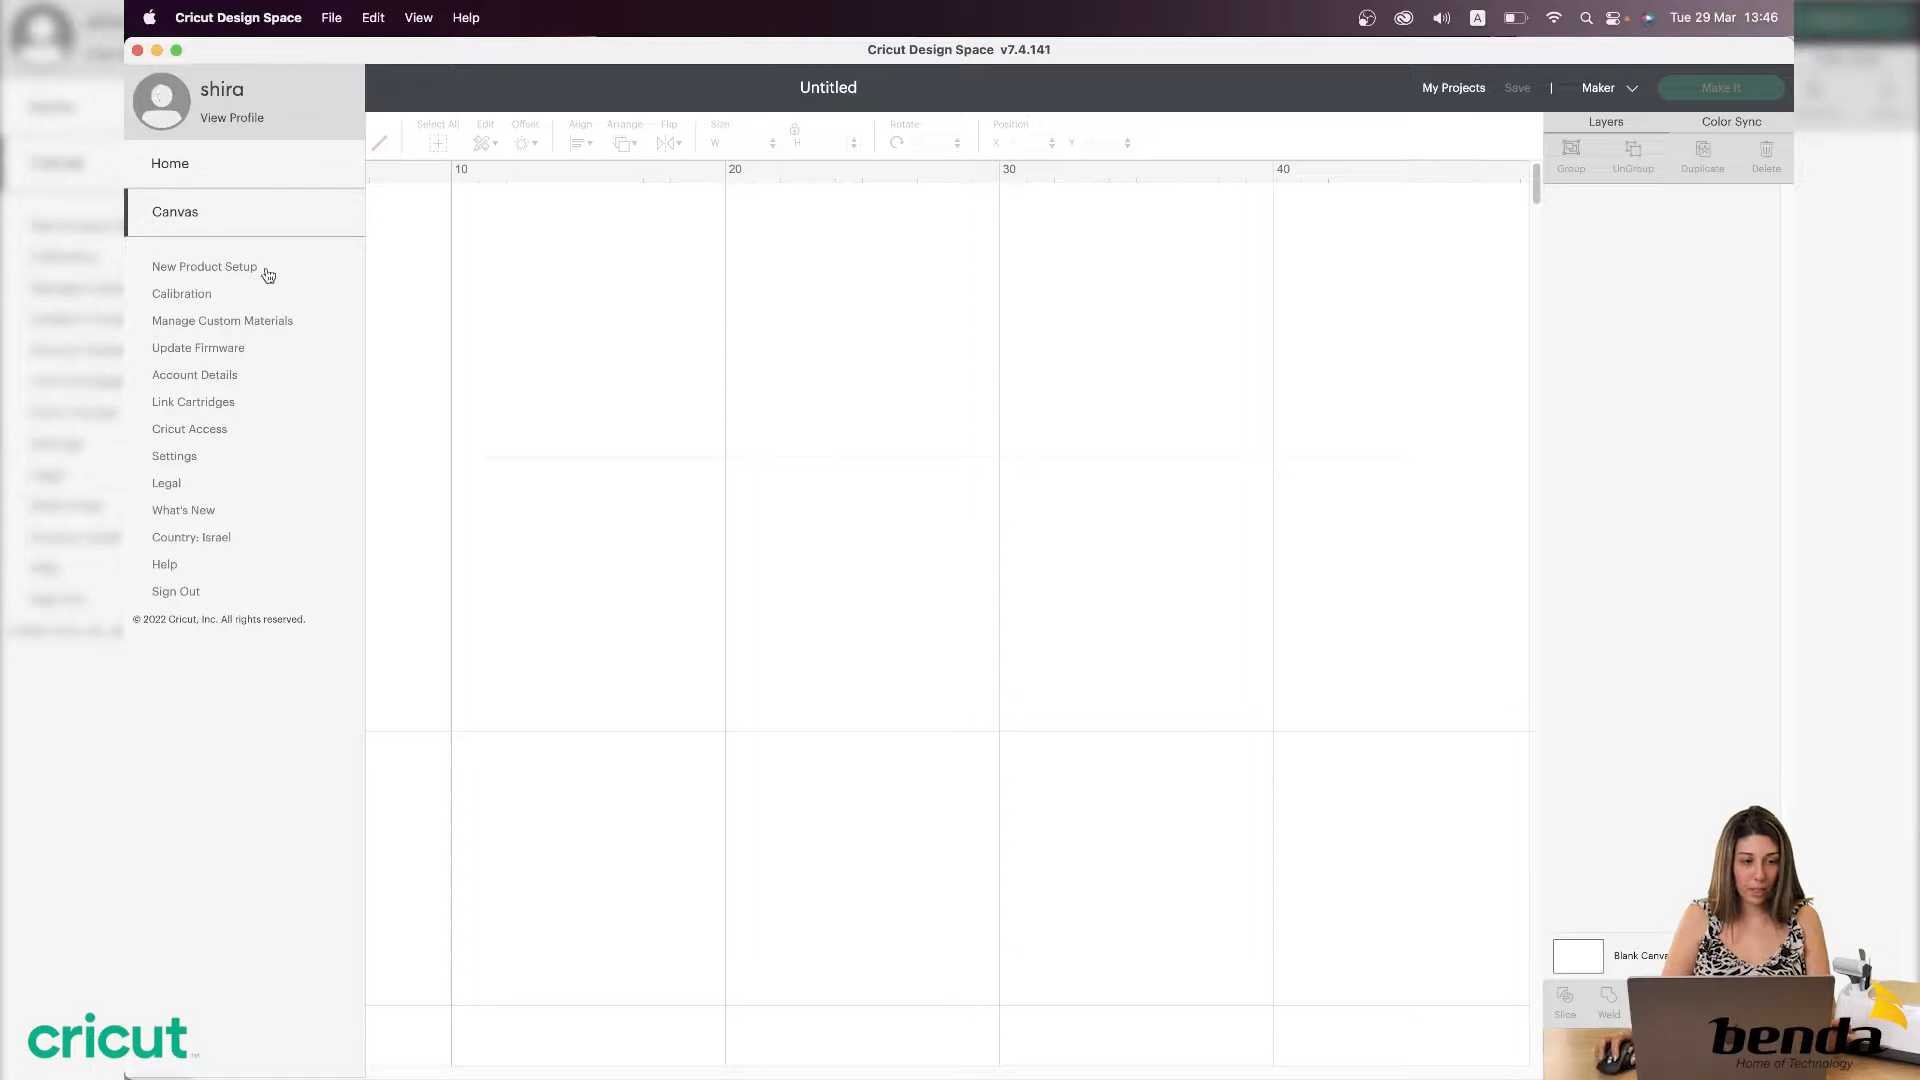 Cricut Design Space File Edit View Help
A Tue 29 Mar 13:46
Cricut Design Space v7.4.141
shira
View Profile
Untitled
My Projects Save | Maker Make It
Select All Edit Offset Align Arrange Flip Size Rotate Position
W H X Y
Layers Color Sync
Group UnGroup Duplicate Delete
10 20 30 40
Home
Canvas
New Product Setup
Calibration
Manage Custom Materials
Update Firmware
Account Details
Link Cartridges
Cricut Access
Settings
Legal
What's New
Country: Israel
Help
Sign Out
© 2022 Cricut, Inc. All rights reserved.
Blank Canva
Slice Weld
cricut™
benda
Home of Technology